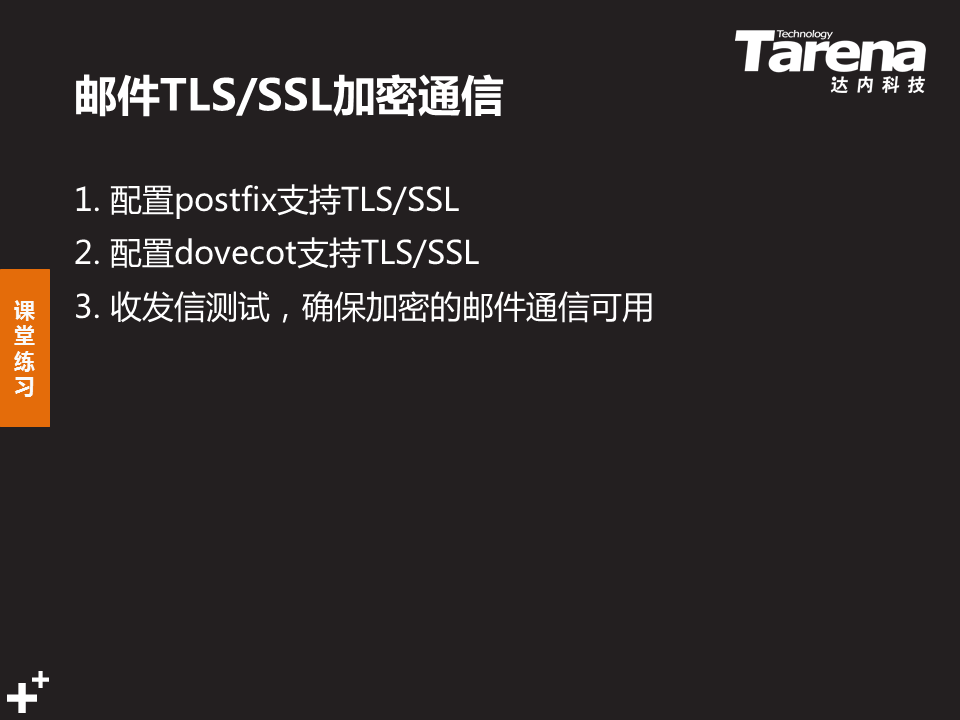 Technology
Tarena
达内科技
邮件TLS/SSL加密通信
1. 配置postfix支持TLS/SSL
2. 配置dovecot支持TLS/SSL
3. 收发信测试，确保加密的邮件通信可用
课堂练习